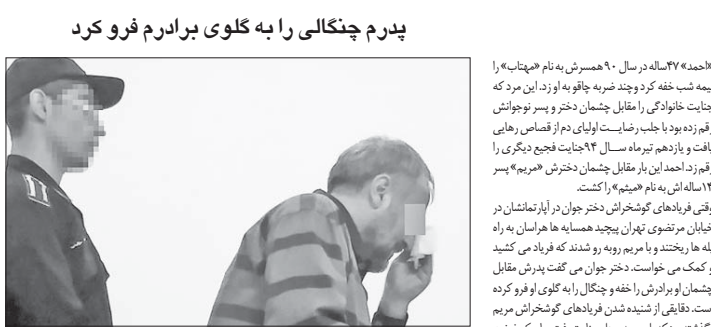 پدرم چنگالی را به گلوی برادرم فرو کرد
«احمد» ۴۷ساله در سال ۹۰ همسرش به نام «مهتاب» را
نیمه شب خفه کرد و چند ضربه چاقو به او زد. این مرد که
جنایت خانوادگی را مقابل چشمان دختر و پسر نوجوانش
رقم زده بود با جلب رضایت اولیای دم از قصاص رهایی
یافت و یازدهم تیرماه سال ۹۴جنایت فجیع دیگری را
رقم زد. احمد این بار مقابل چشمان دخترش «مریم» پسر
۱۴ساله اش به نام «میثم» را کشت.
وقتی فریادهای گوشخراش دختر جوان در آپارتمانشان در
خیابان مرتضوی تهران پیچید همسایه ها هراسان به راه
پله ها ریختند و با مریم روبه رو شدند که فریاد می کشید
و کمک می خواست. دختر جوان می گفت پدرش مقابل
چشمان او برادرش را خفه و چنگال را به گلوی او فرو کرده
است. دقایقی از شنیده شدن فریادهای گوشخراش مریم